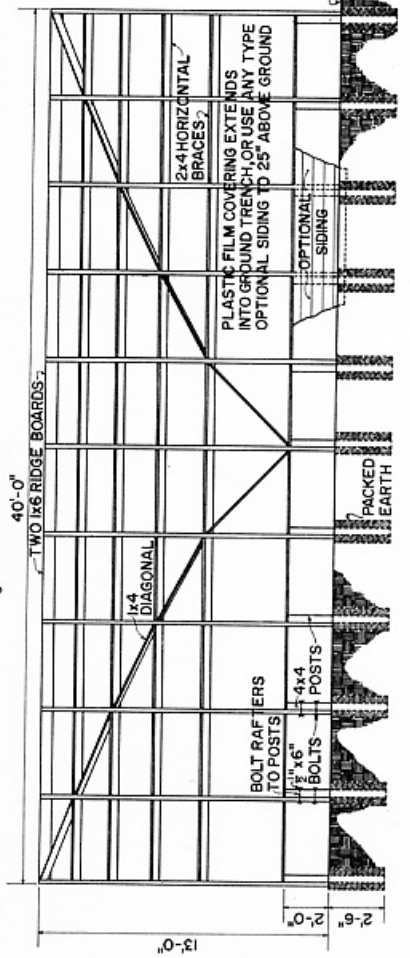 40'-0"
TWO 1x6 RIDGE BOARDS
2x4 HORIZONTAL
BRACES
1x4
DIAGONAL
PLASTIC FILM COVERING EXTENDS
INTO GROUND TRENCH, OR USE ANY TYPE
OPTIONAL SIDING TO 25" ABOVE GROUND
OPTIONAL
SIDING
BOLT RAFTERS
TO POSTS
1/2"x6"
BOLTS
4x4
POSTS
PACKED
EARTH
13'-0"
2'-0"
2'-6"